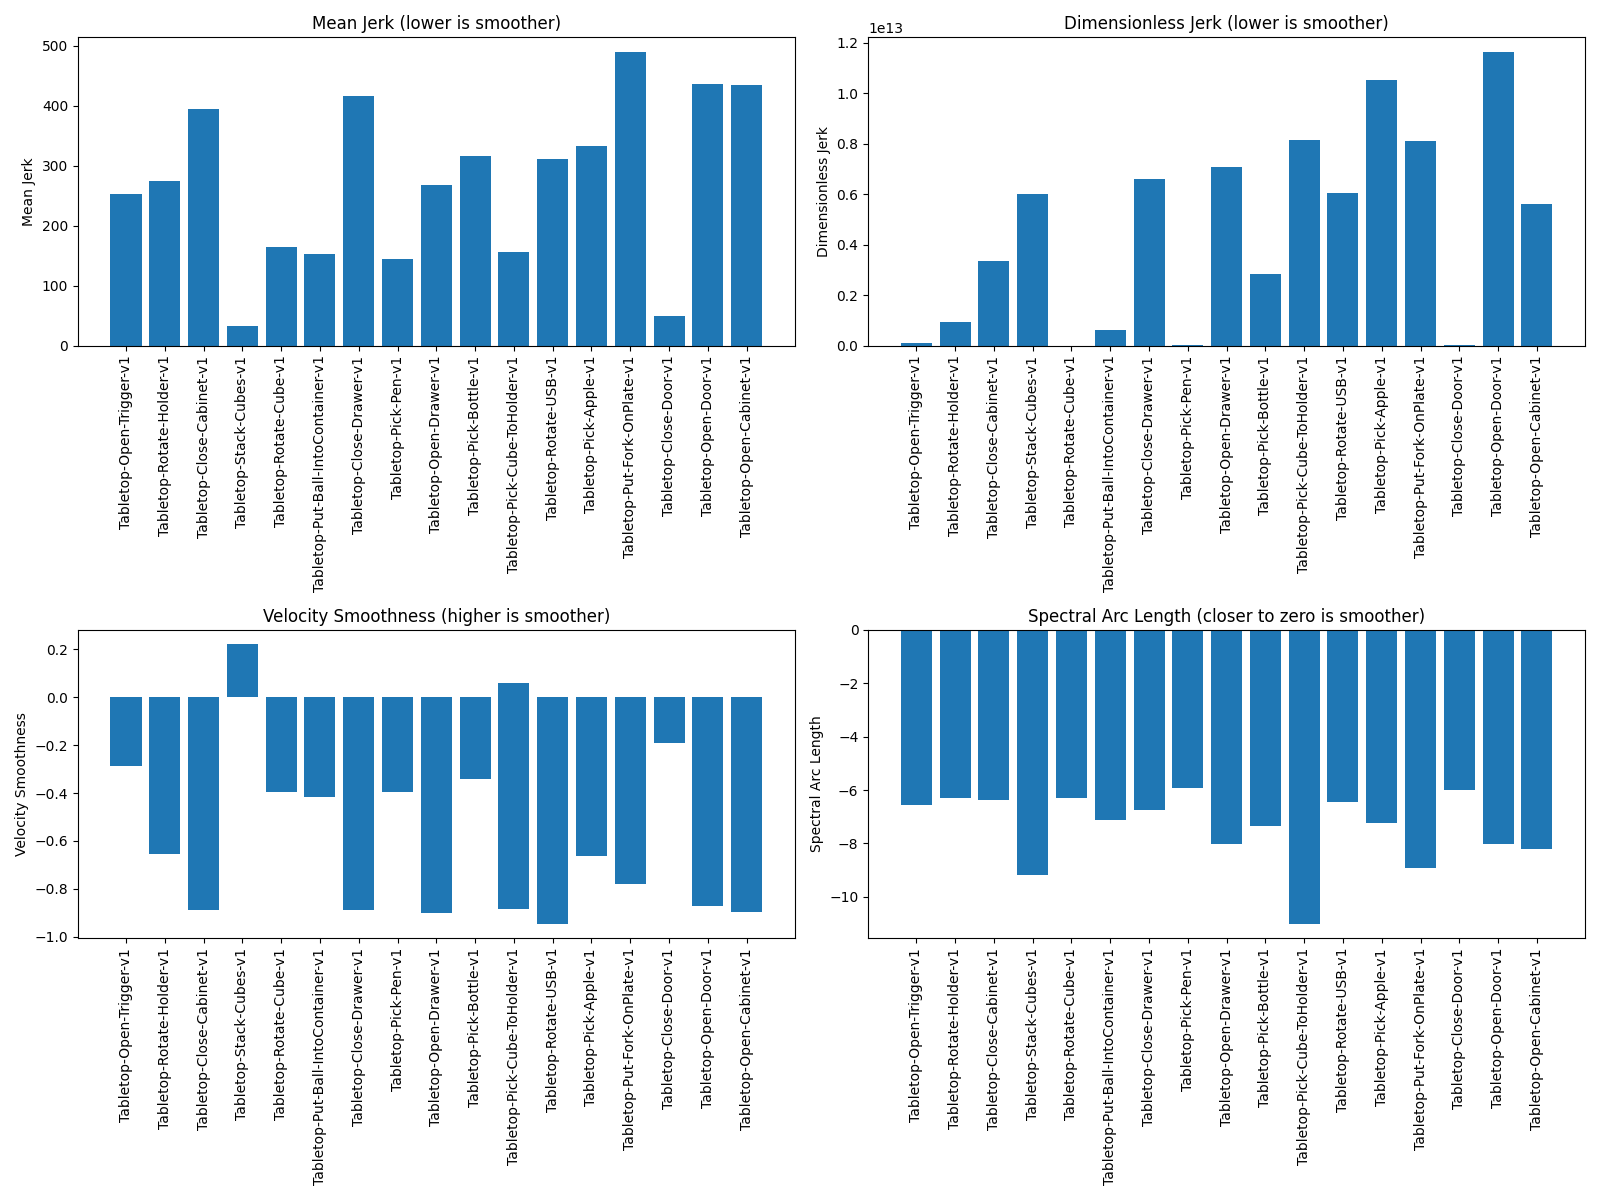 Mean Jerk (lower is smoother)
Mean Jerk
500
400
300
200
100
0
Tabletop-Open-Trigger-v1
Tabletop-Rotate-Holder-v1
Tabletop-Close-Cabinet-v1
Tabletop-Stack-Cubes-v1
Tabletop-Rotate-Cube-v1
Tabletop-Put-Ball-IntoContainer-v1
Tabletop-Close-Drawer-v1
Tabletop-Pick-Pen-v1
Tabletop-Open-Drawer-v1
Tabletop-Pick-Bottle-v1
Tabletop-Pick-Cube-ToHolder-v1
Tabletop-Rotate-USB-v1
Tabletop-Pick-Apple-v1
Tabletop-Put-Fork-OnPlate-v1
Tabletop-Close-Door-v1
Tabletop-Open-Door-v1
Tabletop-Open-Cabinet-v1
Dimensionless Jerk (lower is smoother)
1e13
Dimensionless Jerk
1.2
1.0
0.8
0.6
0.4
0.2
0.0
Tabletop-Open-Trigger-v1
Tabletop-Rotate-Holder-v1
Tabletop-Close-Cabinet-v1
Tabletop-Stack-Cubes-v1
Tabletop-Rotate-Cube-v1
Tabletop-Put-Ball-IntoContainer-v1
Tabletop-Close-Drawer-v1
Tabletop-Pick-Pen-v1
Tabletop-Open-Drawer-v1
Tabletop-Pick-Bottle-v1
Tabletop-Pick-Cube-ToHolder-v1
Tabletop-Rotate-USB-v1
Tabletop-Pick-Apple-v1
Tabletop-Put-Fork-OnPlate-v1
Tabletop-Close-Door-v1
Tabletop-Open-Door-v1
Tabletop-Open-Cabinet-v1
Velocity Smoothness (higher is smoother)
Velocity Smoothness
0.2
0.0
−0.2
−0.4
−0.6
−0.8
−1.0
Tabletop-Open-Trigger-v1
Tabletop-Rotate-Holder-v1
Tabletop-Close-Cabinet-v1
Tabletop-Stack-Cubes-v1
Tabletop-Rotate-Cube-v1
Tabletop-Put-Ball-IntoContainer-v1
Tabletop-Close-Drawer-v1
Tabletop-Pick-Pen-v1
Tabletop-Open-Drawer-v1
Tabletop-Pick-Bottle-v1
Tabletop-Pick-Cube-ToHolder-v1
Tabletop-Rotate-USB-v1
Tabletop-Pick-Apple-v1
Tabletop-Put-Fork-OnPlate-v1
Tabletop-Close-Door-v1
Tabletop-Open-Door-v1
Tabletop-Open-Cabinet-v1
Spectral Arc Length (closer to zero is smoother)
Spectral Arc Length
0
−2
−4
−6
−8
−10
Tabletop-Open-Trigger-v1
Tabletop-Rotate-Holder-v1
Tabletop-Close-Cabinet-v1
Tabletop-Stack-Cubes-v1
Tabletop-Rotate-Cube-v1
Tabletop-Put-Ball-IntoContainer-v1
Tabletop-Close-Drawer-v1
Tabletop-Pick-Pen-v1
Tabletop-Open-Drawer-v1
Tabletop-Pick-Bottle-v1
Tabletop-Pick-Cube-ToHolder-v1
Tabletop-Rotate-USB-v1
Tabletop-Pick-Apple-v1
Tabletop-Put-Fork-OnPlate-v1
Tabletop-Close-Door-v1
Tabletop-Open-Door-v1
Tabletop-Open-Cabinet-v1